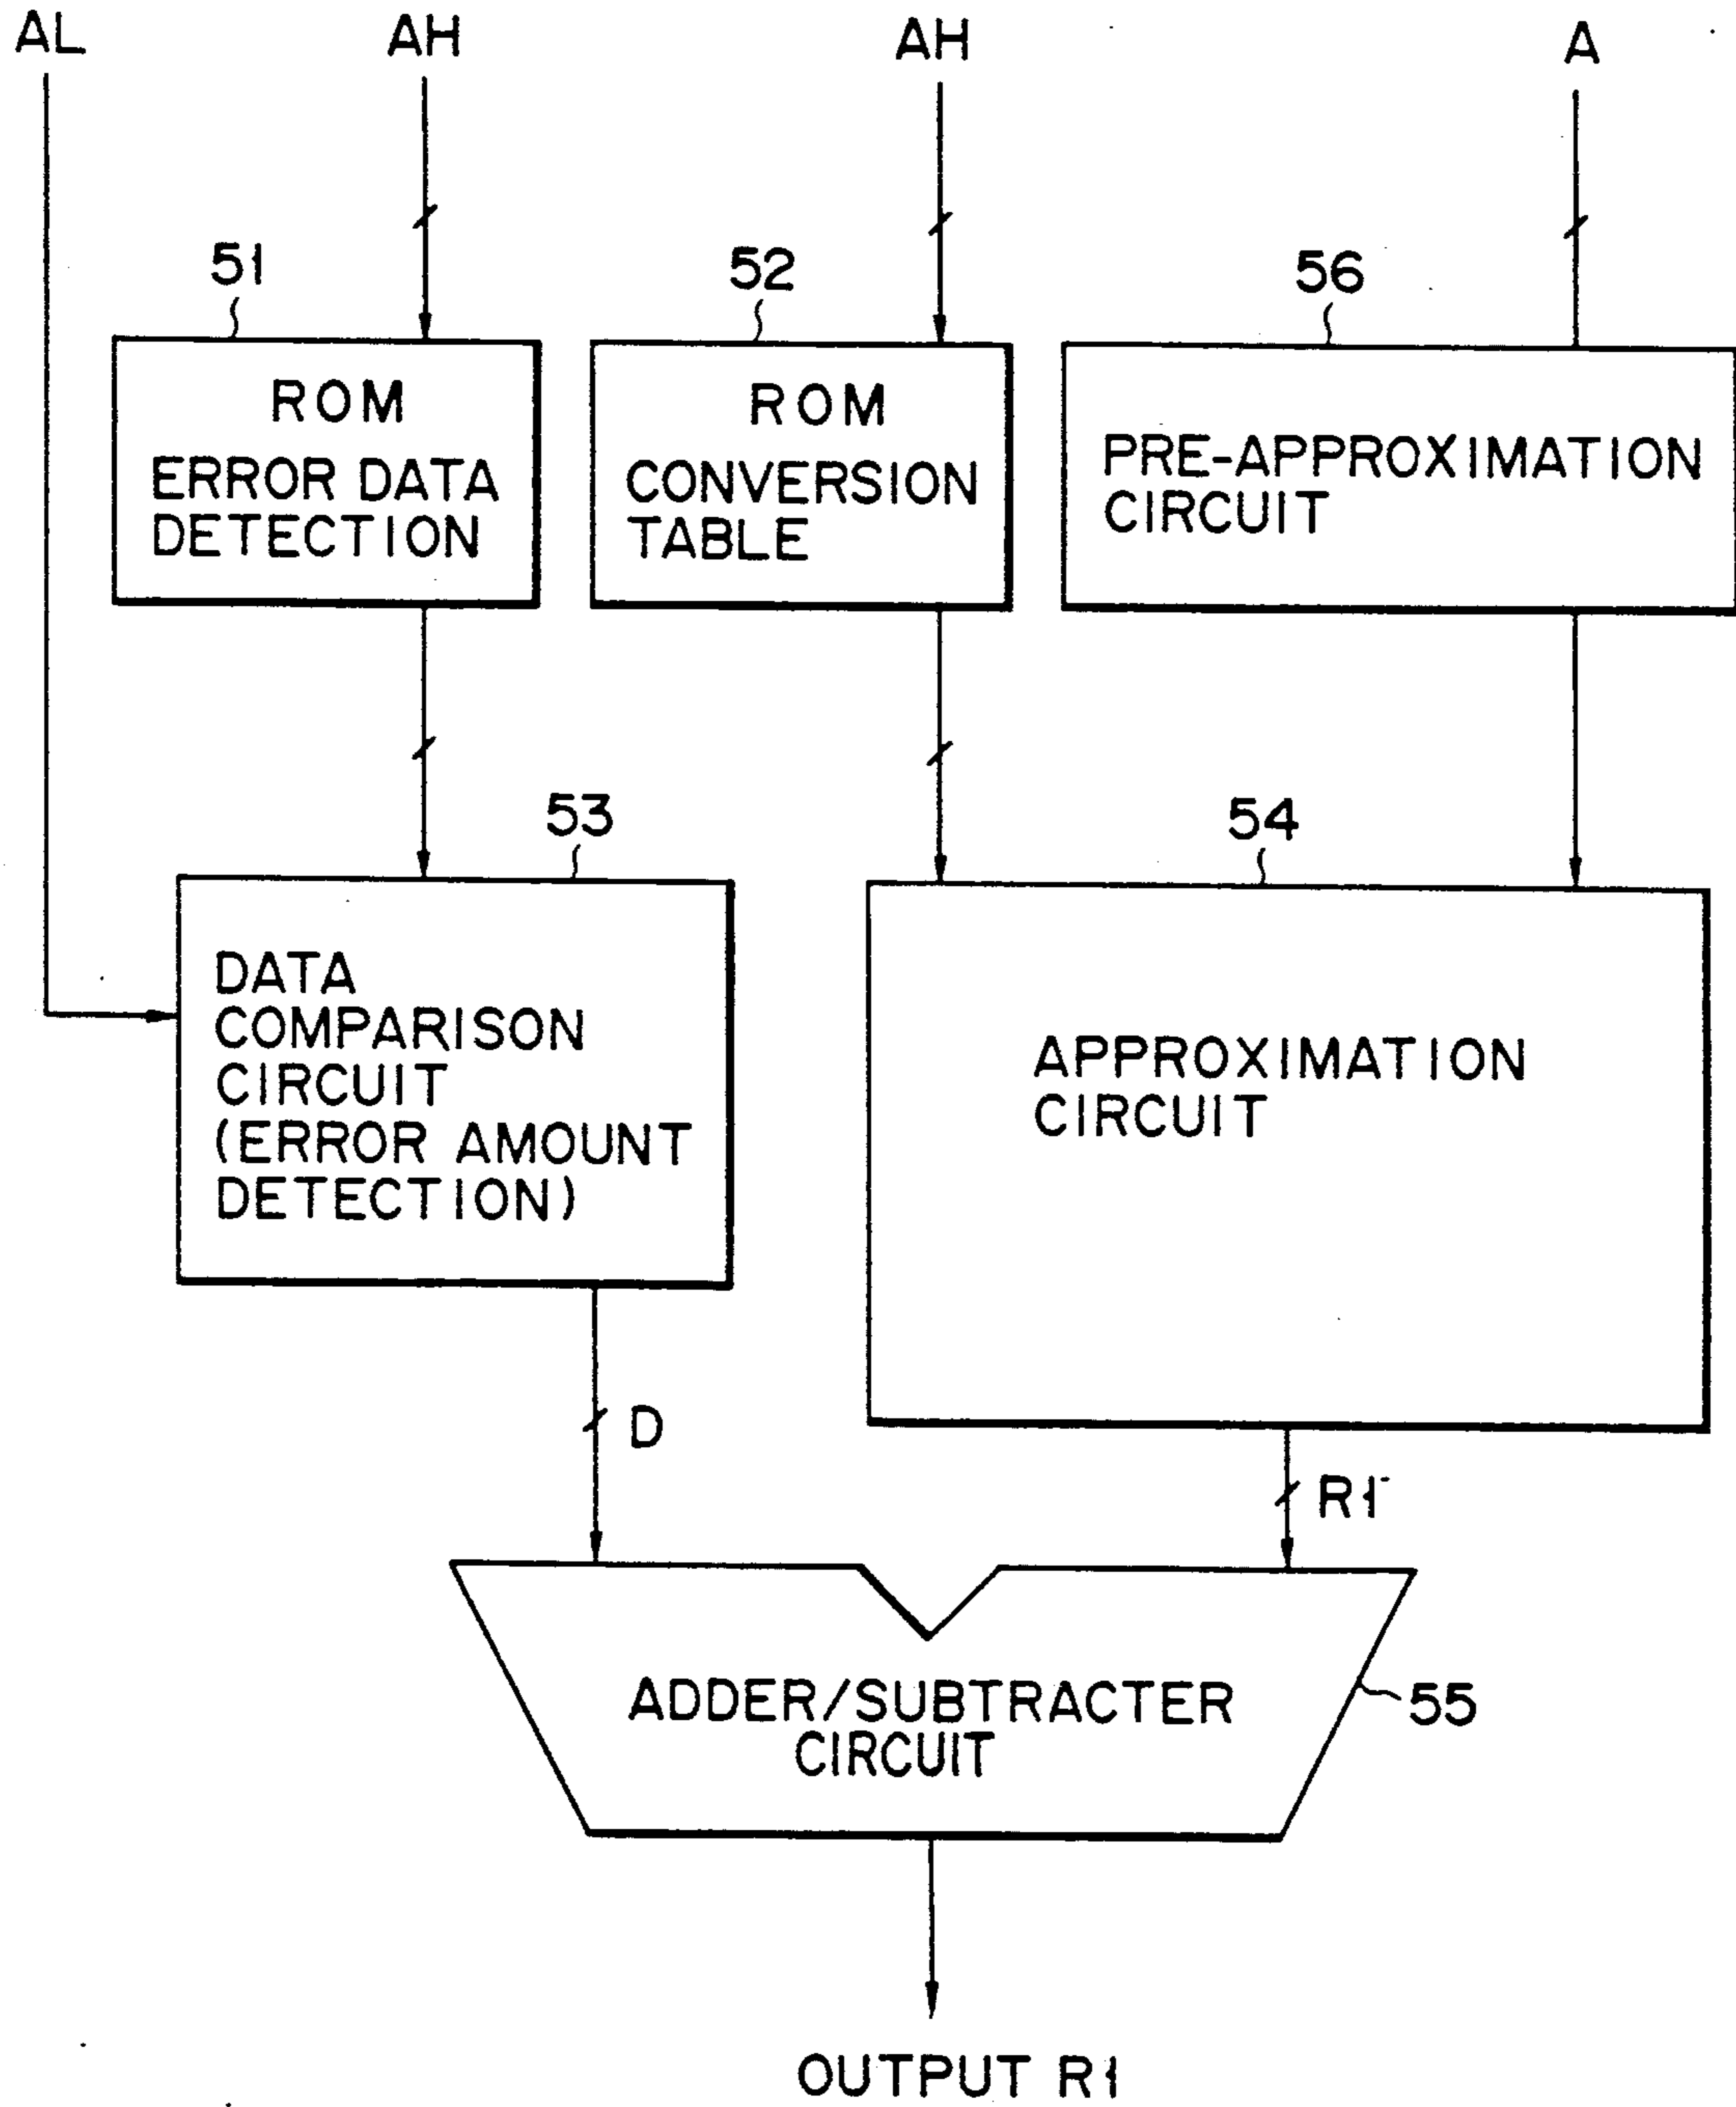 AL
AH
AH
A
51
52
56
ROM
ERROR DATA
DETECTION
ROM
CONVERSION
TABLE
PRE-APPROXIMATION
CIRCUIT
53
54
DATA
COMPARISON
CIRCUIT
(ERROR AMOUNT
DETECTION)
APPROXIMATION
CIRCUIT
D
R1⁻
ADDER/SUBTRACTER
CIRCUIT
55
OUTPUT R1